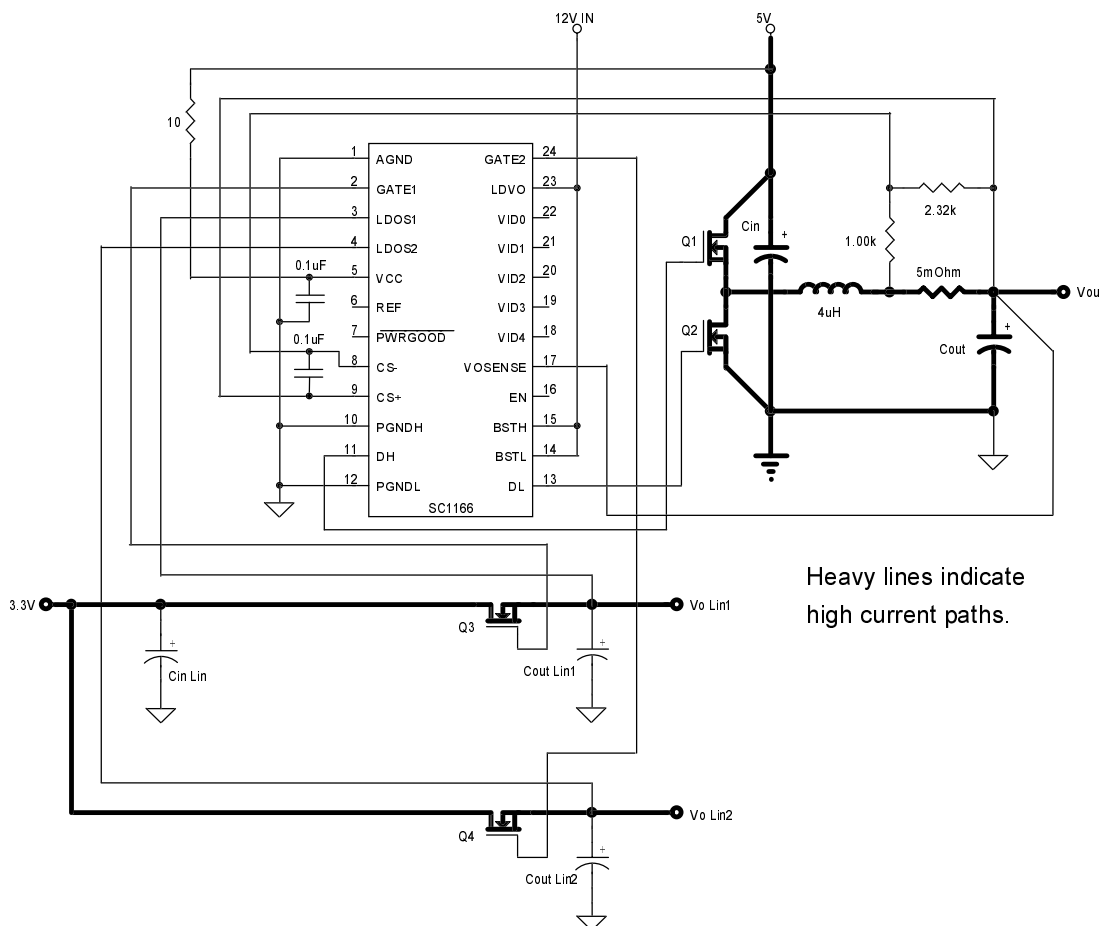 12V IN
5V
10
1 AGND GATE2 24
2 GATE1 LDVO 23
3 LDOS1 VID0 22
4 LDOS2 VID1 21
5 VCC VID2 20
6 REF VID3 19
7 PWRGOOD VID4 18
8 CS- VOSENSE 17
9 CS+ EN 16
10 PGNDH BSTH 15
11 DH BSTL 14
12 PGNDL DL 13
SC1166
0.1uF
0.1uF
Q1
Cin
+
2.32k
1.00k
5mOhm
4uH
Vou
Q2
Cout
+
Heavy lines indicate
high current paths.
3.3V
Q3
Vo Lin1
+
Cin Lin
+
Cout Lin1
Q4
Vo Lin2
+
Cout Lin2